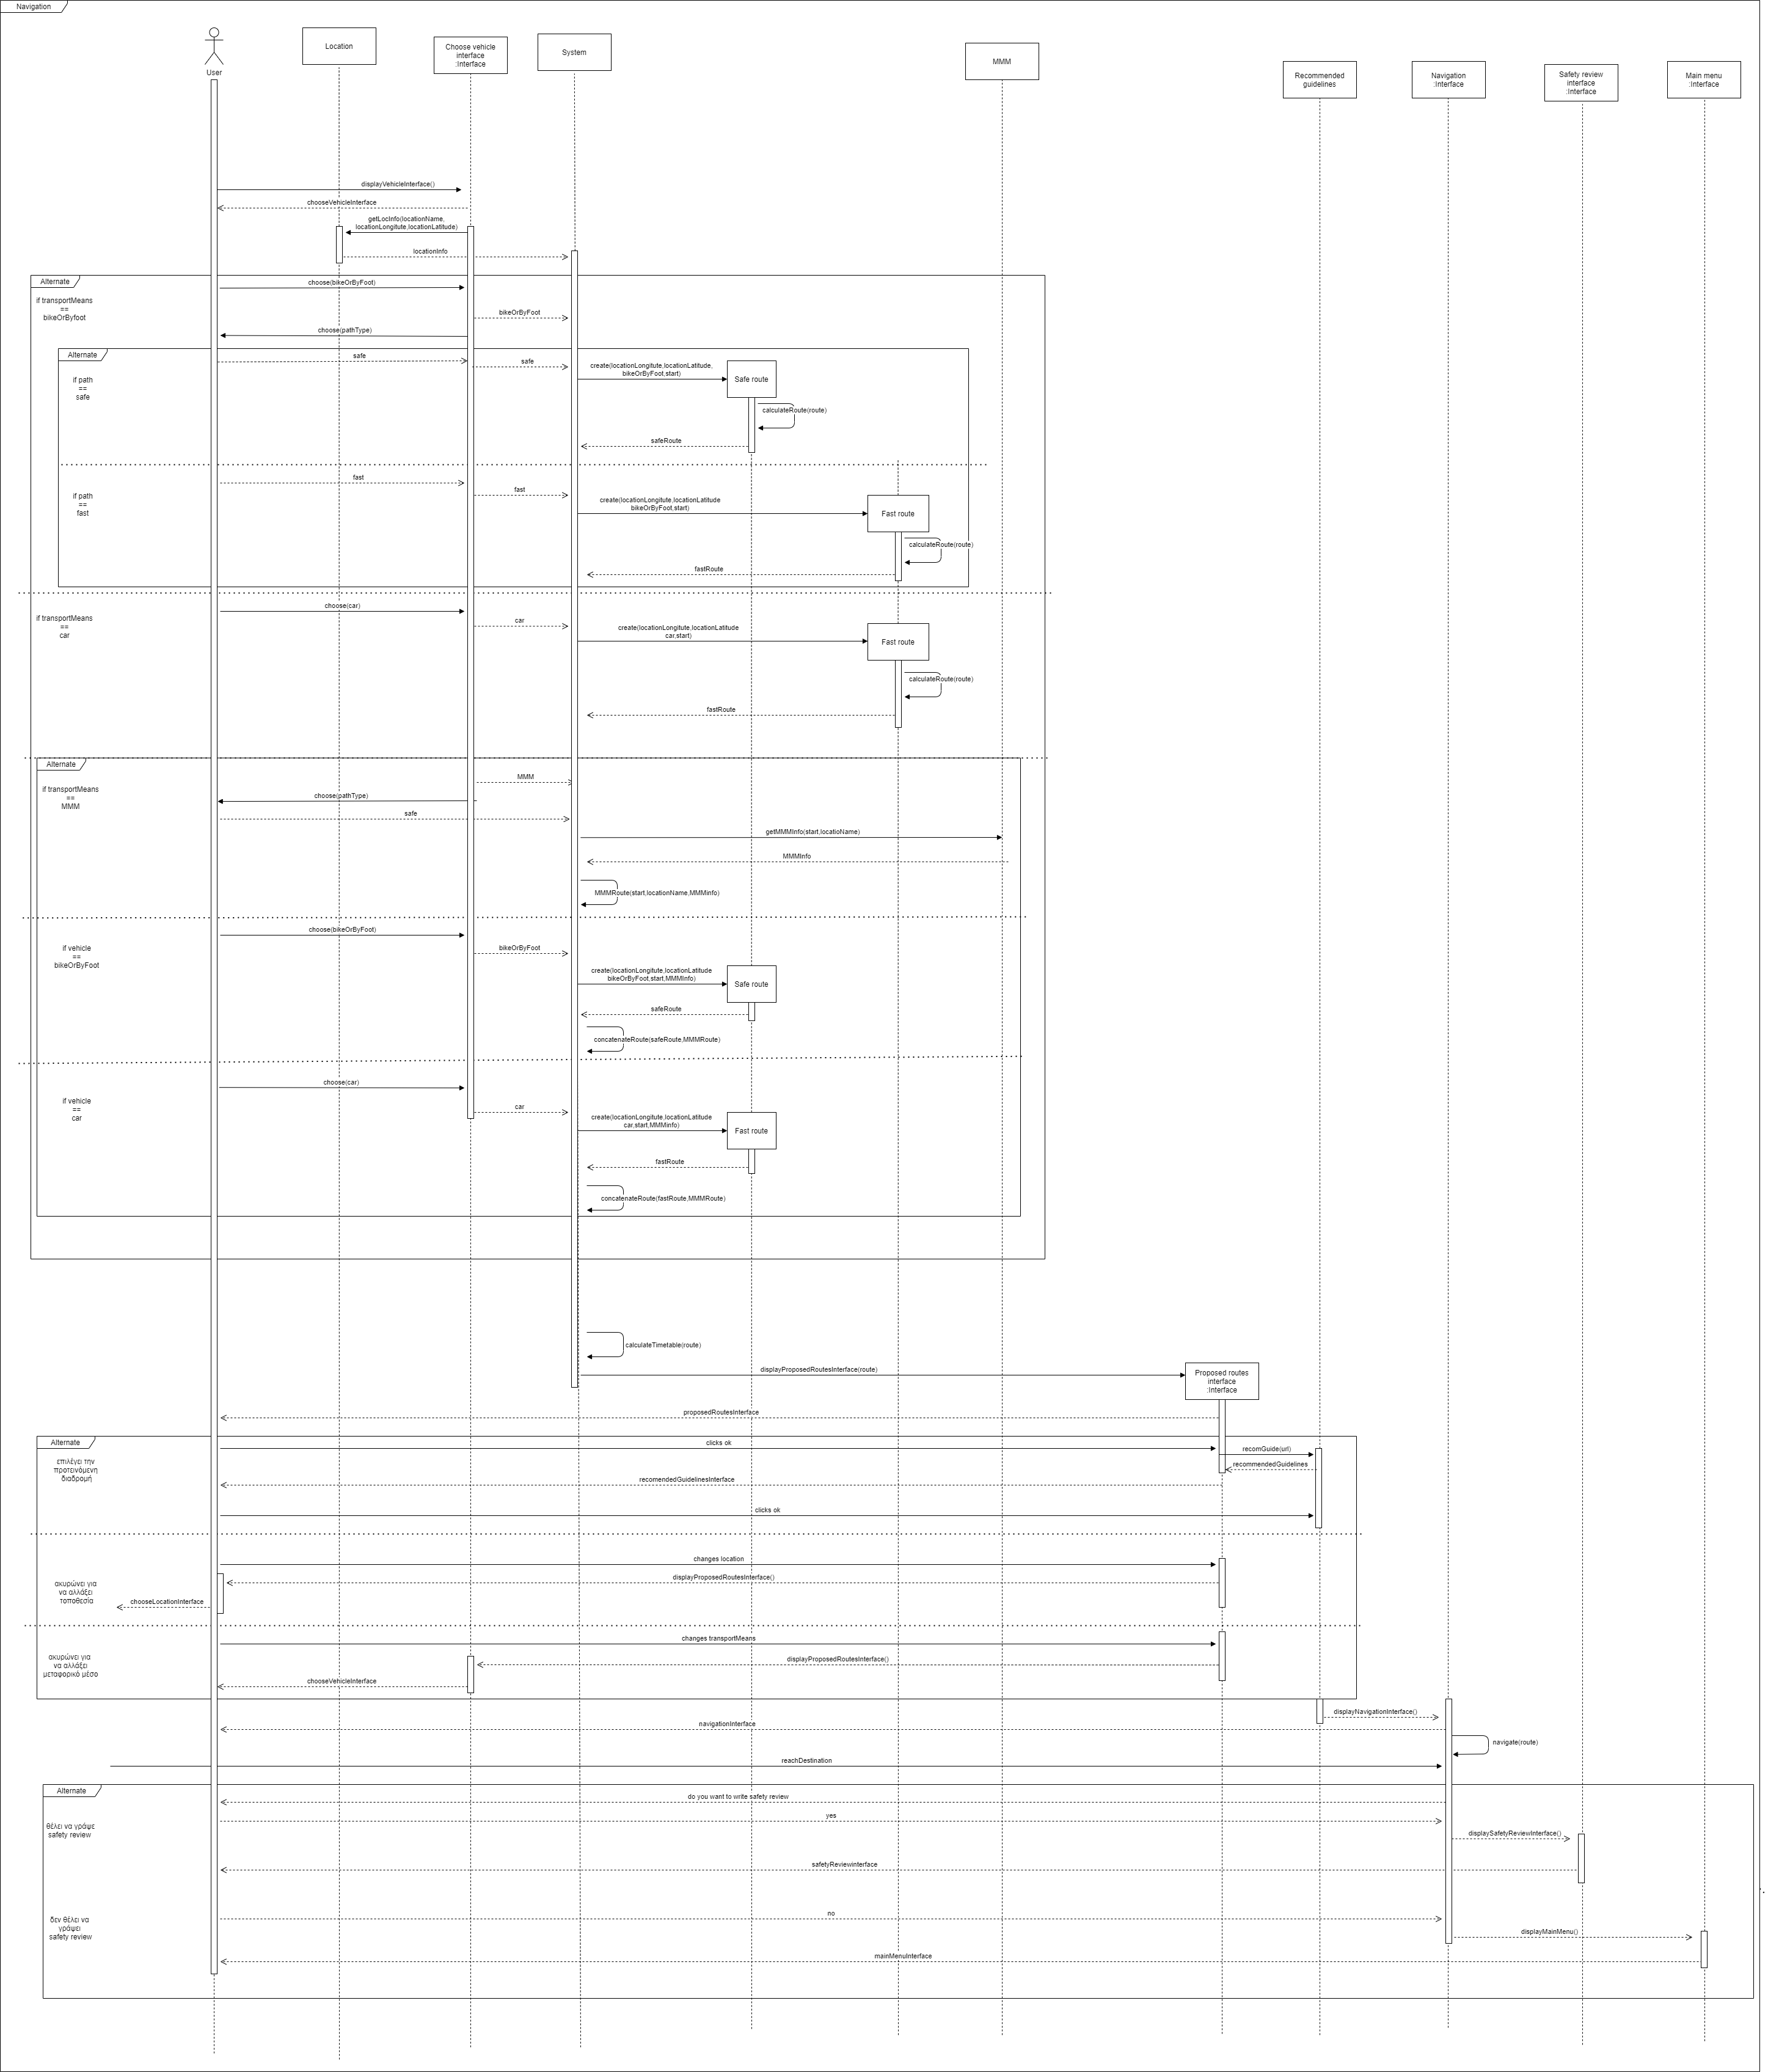 Navigation
User
Location
Choose vehicle
interface
:Interface
System
MMM
Recommended
guidelines
Navigation
:Interface
Safety review
interface
:Interface
Main menu
:Interface
displayVehicleInterface()
chooseVehicleInterface
getLocInfo(locationName,
locationLongitute,locationLatitude)
locationInfo
Alternate
if transportMeans
==
bikeOrByfoot
choose(bikeOrByFoot)
bikeOrByFoot
choose(pathType)
Alternate
if path
==
safe
safe
safe
create(locationLongitute,locationLatitude,
bikeOrByFoot,start)
Safe route
calculateRoute(route)
safeRoute
if path
==
fast
fast
fast
create(locationLongitute,locationLatitude
bikeOrByFoot,start)
Fast route
calculateRoute(route)
fastRoute
if transportMeans
==
car
choose(car)
car
create(locationLongitute,locationLatitude
car,start)
Fast route
calculateRoute(route)
fastRoute
Alternate
if transportMeans
==
MMM
MMM
choose(pathType)
safe
getMMMInfo(start,locatioName)
MMMInfo
MMMRoute(start,locationName,MMMinfo)
if vehicle
==
bikeOrByFoot
choose(bikeOrByFoot)
bikeOrByFoot
create(locationLongitute,locationLatitude
bikeOrByFoot,start,MMMInfo)
Safe route
safeRoute
concatenateRoute(safeRoute,MMMRoute)
if vehicle
==
car
choose(car)
car
create(locationLongitute,locationLatitude
car,start,MMMinfo)
Fast route
fastRoute
concatenateRoute(fastRoute,MMMRoute)
calculateTimetable(route)
displayProposedRoutesInterface(route)
Proposed routes
interface
:Interface
proposedRoutesInterface
Alternate
επιλέγει την
προτεινόμενη
διαδρομή
clicks ok
recomGuide(url)
recommendedGuidelines
recomendedGuidelinesInterface
clicks ok
ακυρώνει για
να αλλάξει
τοποθεσία
changes location
displayProposedRoutesInterface()
chooseLocationInterface
ακυρώνει για
να αλλάξει
μεταφορικό μέσο
changes transportMeans
displayProposedRoutesInterface()
chooseVehicleInterface
displayNavigationInterface()
navigationInterface
navigate(route)
reachDestination
Alternate
do you want to write safety review
θέλει να γράψε
safety review
yes
displaySafetyReviewInterface()
safetyReviewinterface
δεν θέλει να
γράψει
safety review
no
displayMainMenu()
mainMenuInterface